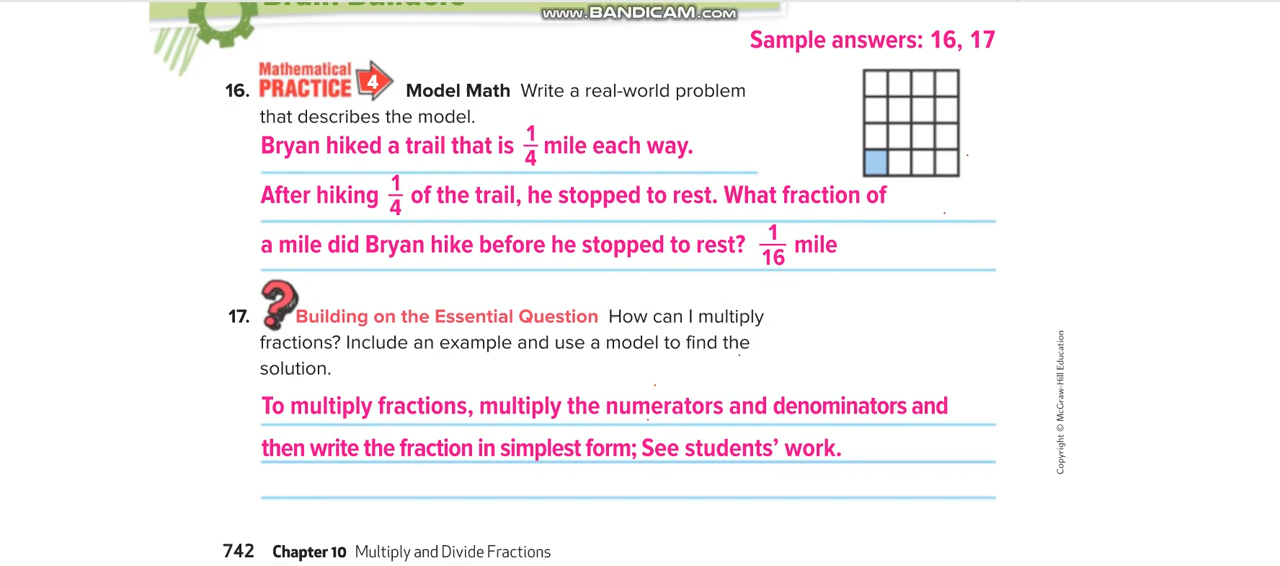 Brain Builders
www.BANDICAM.com
Sample answers: 16, 17
16. Mathematical PRACTICE 4 Model Math Write a real-world problem
that describes the model.
Bryan hiked a trail that is 1/4 mile each way.
After hiking 1/4 of the trail, he stopped to rest. What fraction of
a mile did Bryan hike before he stopped to rest? 1/16 mile
17. Building on the Essential Question How can I multiply
fractions? Include an example and use a model to find the
solution.
To multiply fractions, multiply the numerators and denominators and
then write the fraction in simplest form; See students’ work.
Copyright © McGraw-Hill Education
742 Chapter 10 Multiply and Divide Fractions